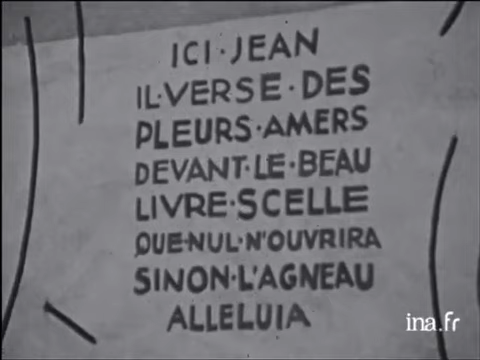 ICI·JEAN
IL·VERSE·DES
PLEURS·AMERS
DEVANT·LE·BEAU
LIVRE·SCELLE
QUE·NUL·N'OUVRIRA
SINON·L'AGNEAU
ALLELUIA
ina.fr